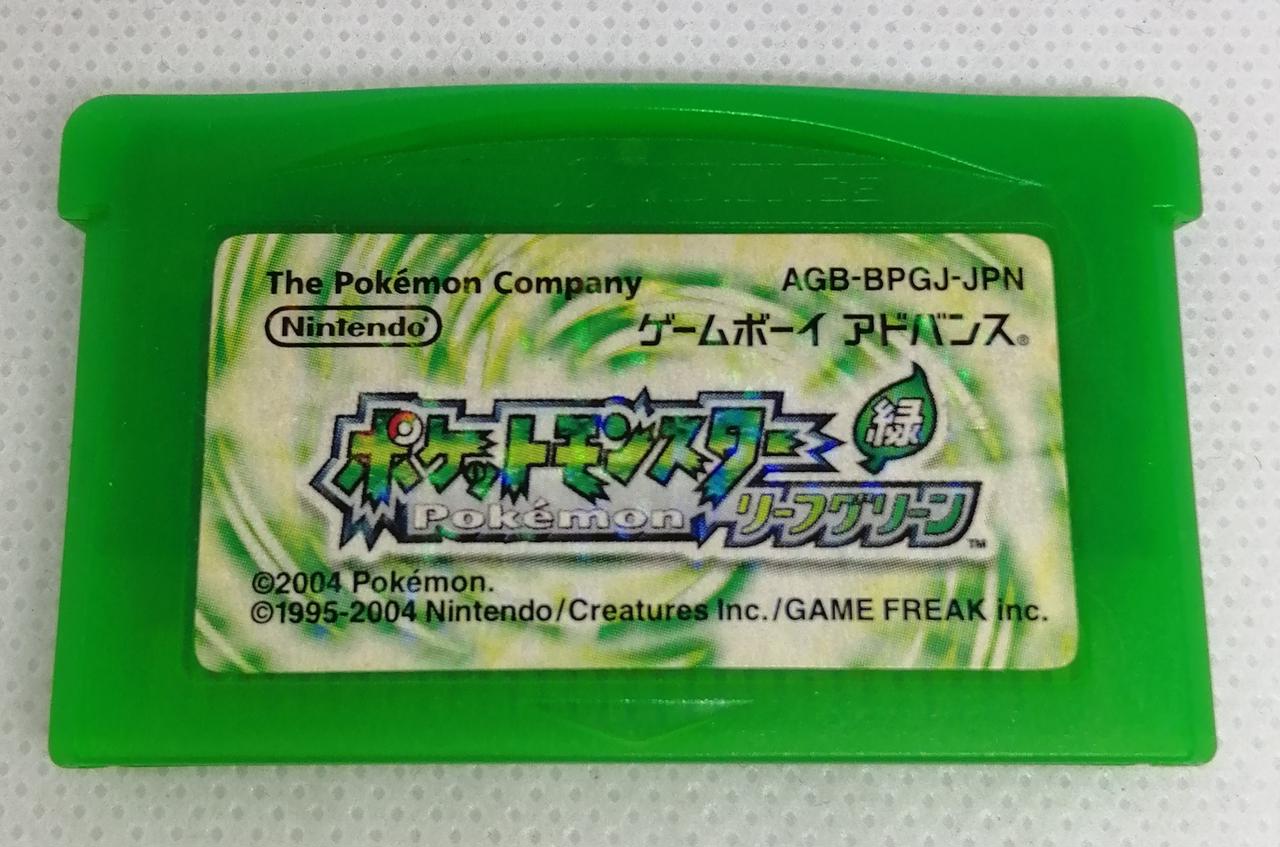 The Pokémon Company AGB-BPGJ-JPN
Nintendo ゲームボーイ アドバンス®
ポケットモンスター 緑
Pokémon リーフグリーン™
©2004 Pokémon.
©1995-2004 Nintendo/Creatures Inc./GAME FREAK inc.